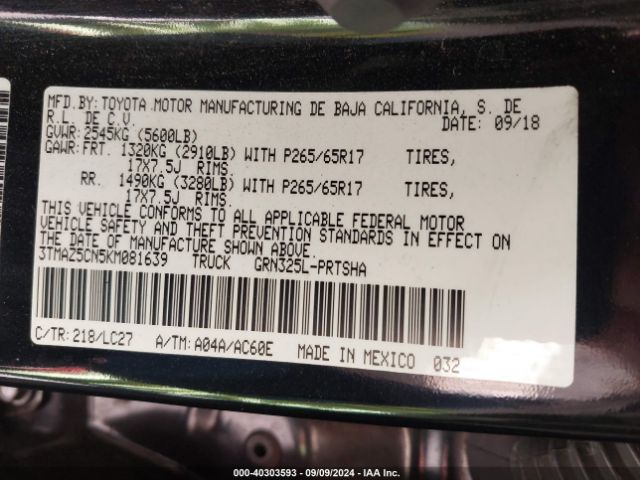 MFD.BY: TOYOTA MOTOR MANUFACTURING DE BAJA CALIFORNIA, S. DE
R.L. DE C.V. DATE: 09/18
GVWR: 2545KG (5600LB)
GAWR: FRT. 1320KG (2910LB) WITH P265/65R17 TIRES,
17X7.5J RIMS.
RR. 1490KG (3280LB) WITH P265/65R17 TIRES,
17X7.5J RIMS.
THIS VEHICLE CONFORMS TO ALL APPLICABLE FEDERAL MOTOR
VEHICLE SAFETY AND THEFT PREVENTION STANDARDS IN EFFECT ON
THE DATE OF MANUFACTURE SHOWN ABOVE.
3TMAZ5CN5KM081639 TRUCK GRN325L-PRTSHA
C/TR: 218/LC27 A/TM: A04A/AC60E MADE IN MEXICO 032
000-40303593 - 09/09/2024 - IAA Inc.